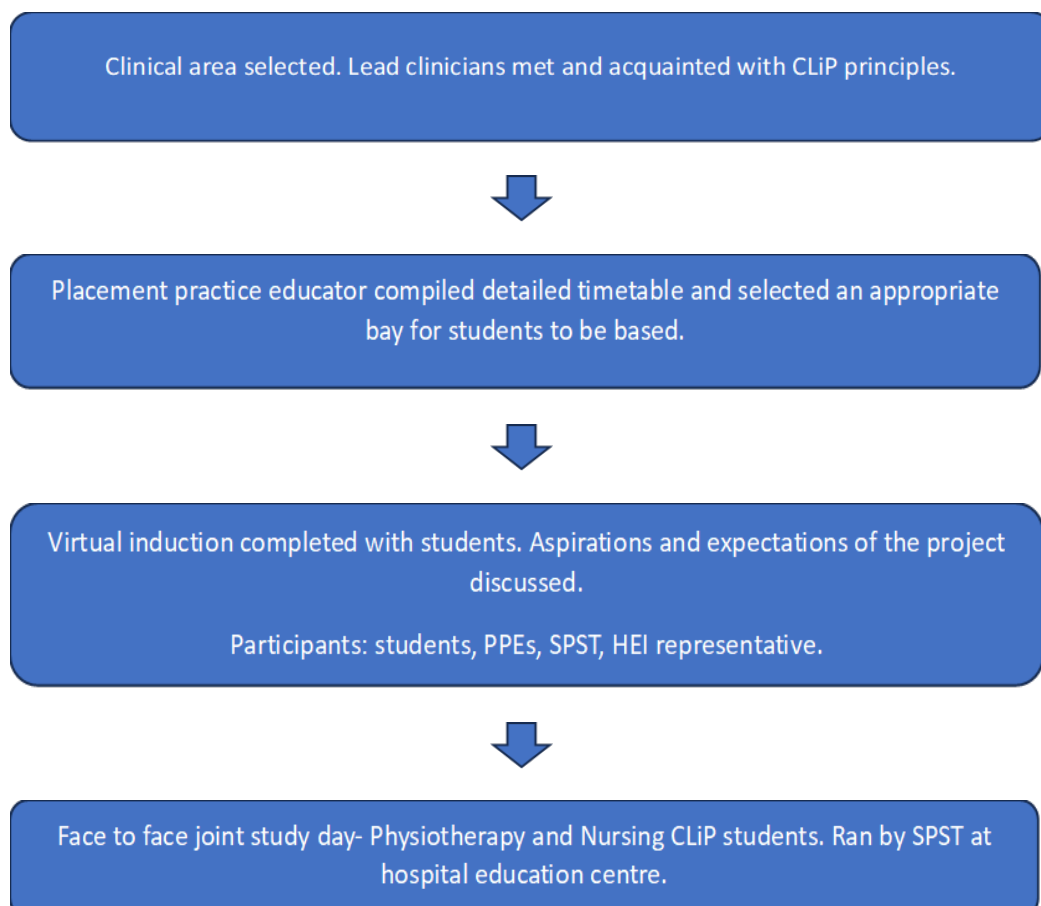 Clinical area selected. Lead clinicians met and acquainted with CLiP principles.
Placement practice educator compiled detailed timetable and selected an appropriate
bay for students to be based.
Virtual induction completed with students. Aspirations and expectations of the project
discussed.
Participants: students, PPEs, SPST, HEI representative.
Face to face joint study day- Physiotherapy and Nursing CLiP students. Ran by SPST at
hospital education centre.